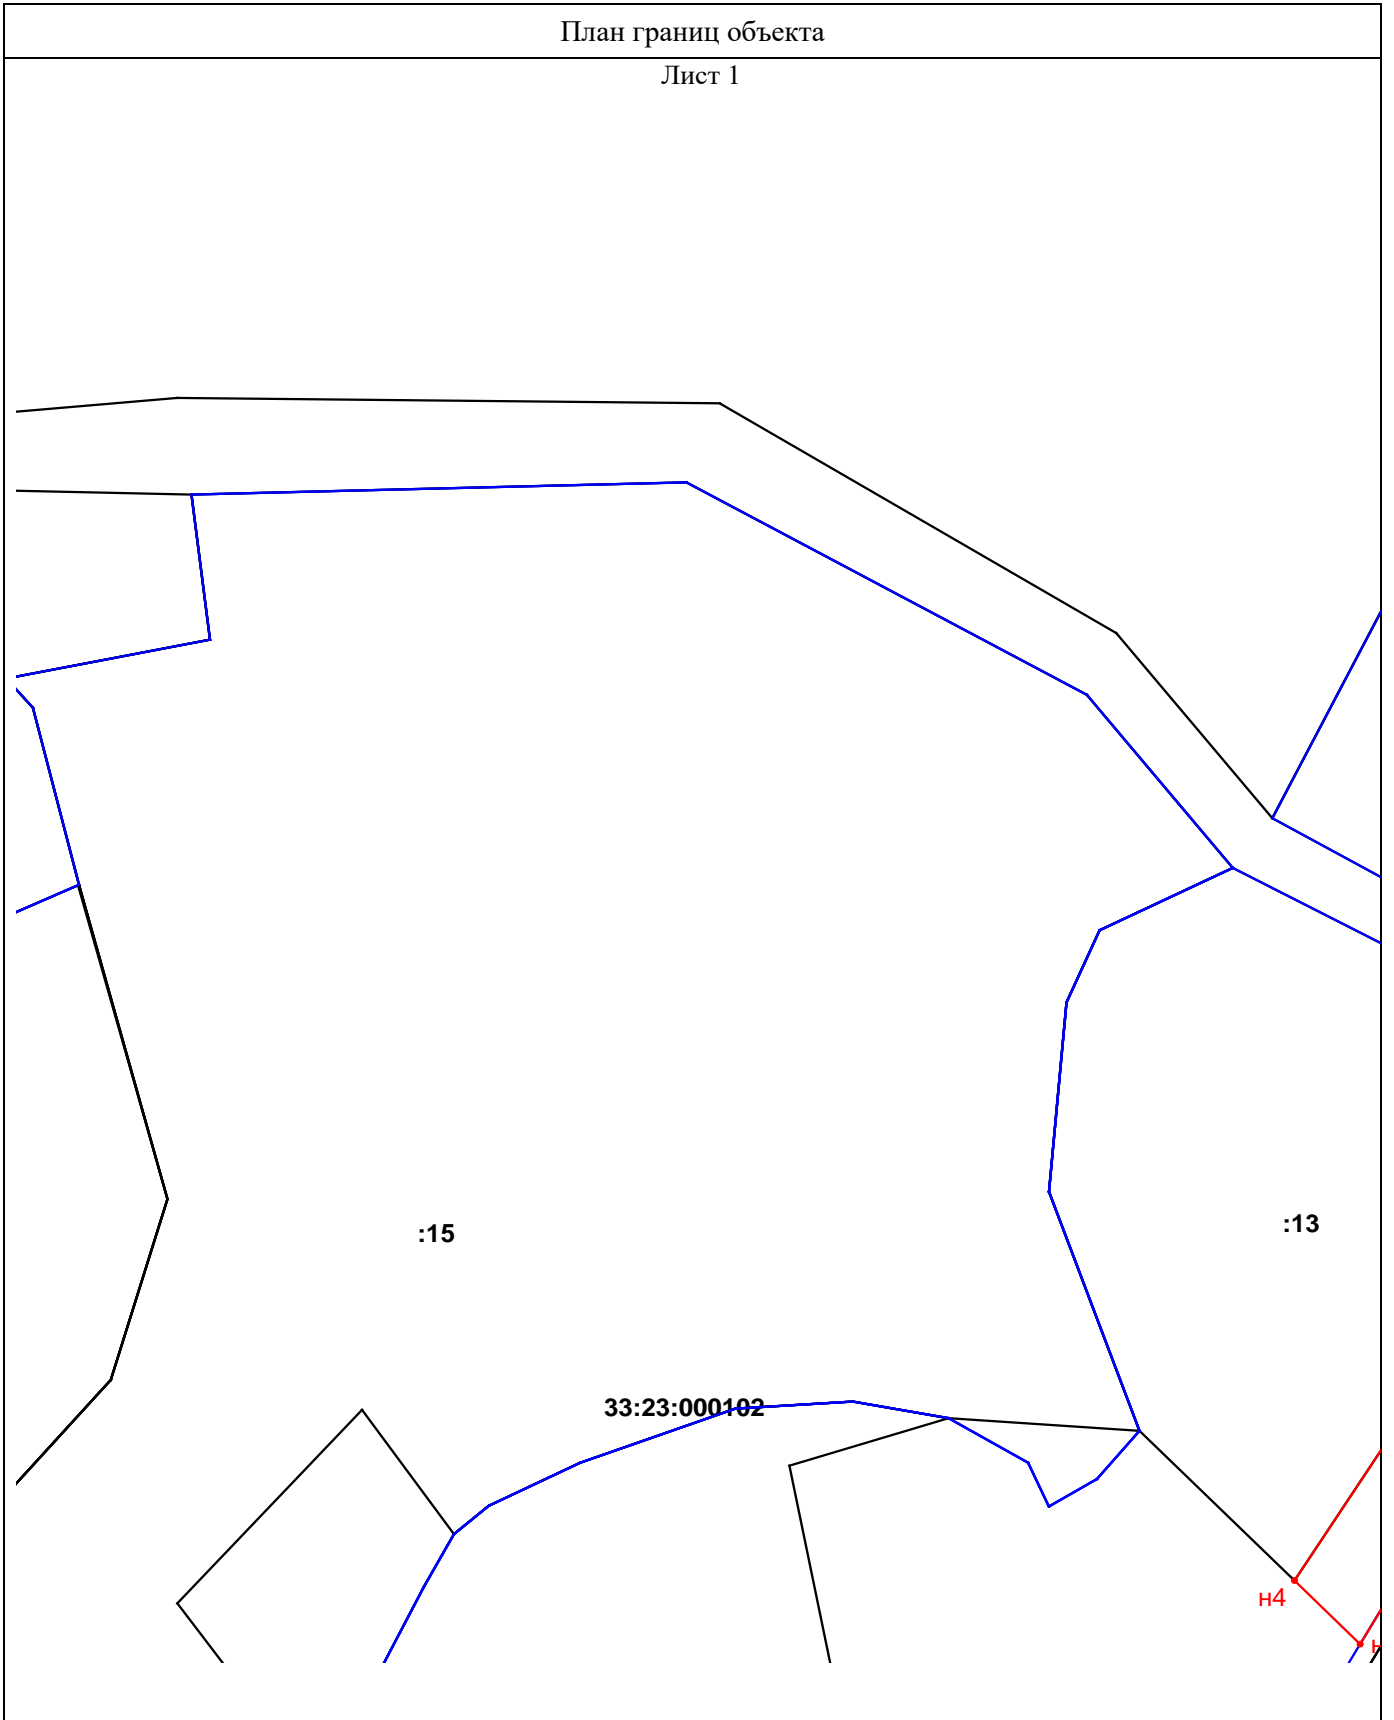 План границ объекта
Лист 1
:15
:13
33:23:000102
н4
н